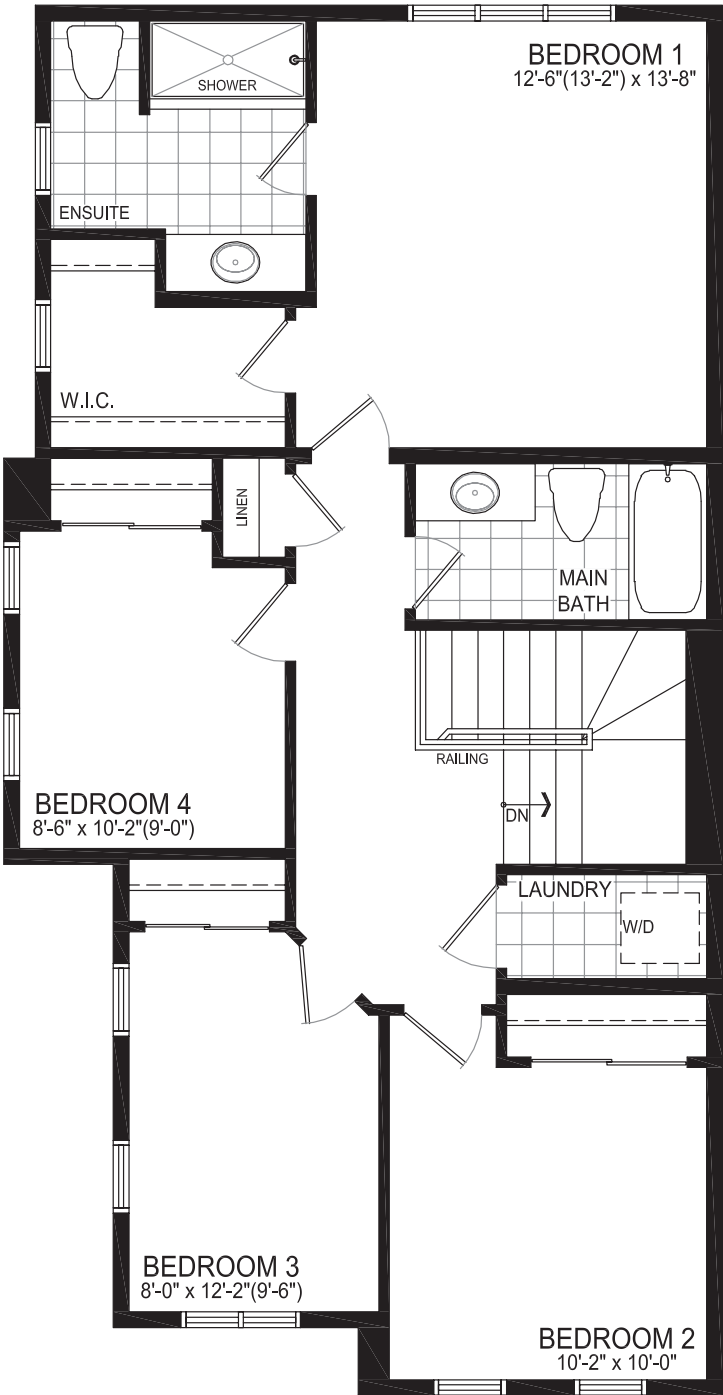 BEDROOM 1
12'-6"(13'-2") x 13'-8"
SHOWER
ENSUITE
W.I.C.
LINEN
MAIN
BATH
RAILING
DN
BEDROOM 4
8'-6" x 10'-2"(9'-0")
LAUNDRY
W/D
BEDROOM 3
8'-0" x 12'-2"(9'-6")
BEDROOM 2
10'-2" x 10'-0"